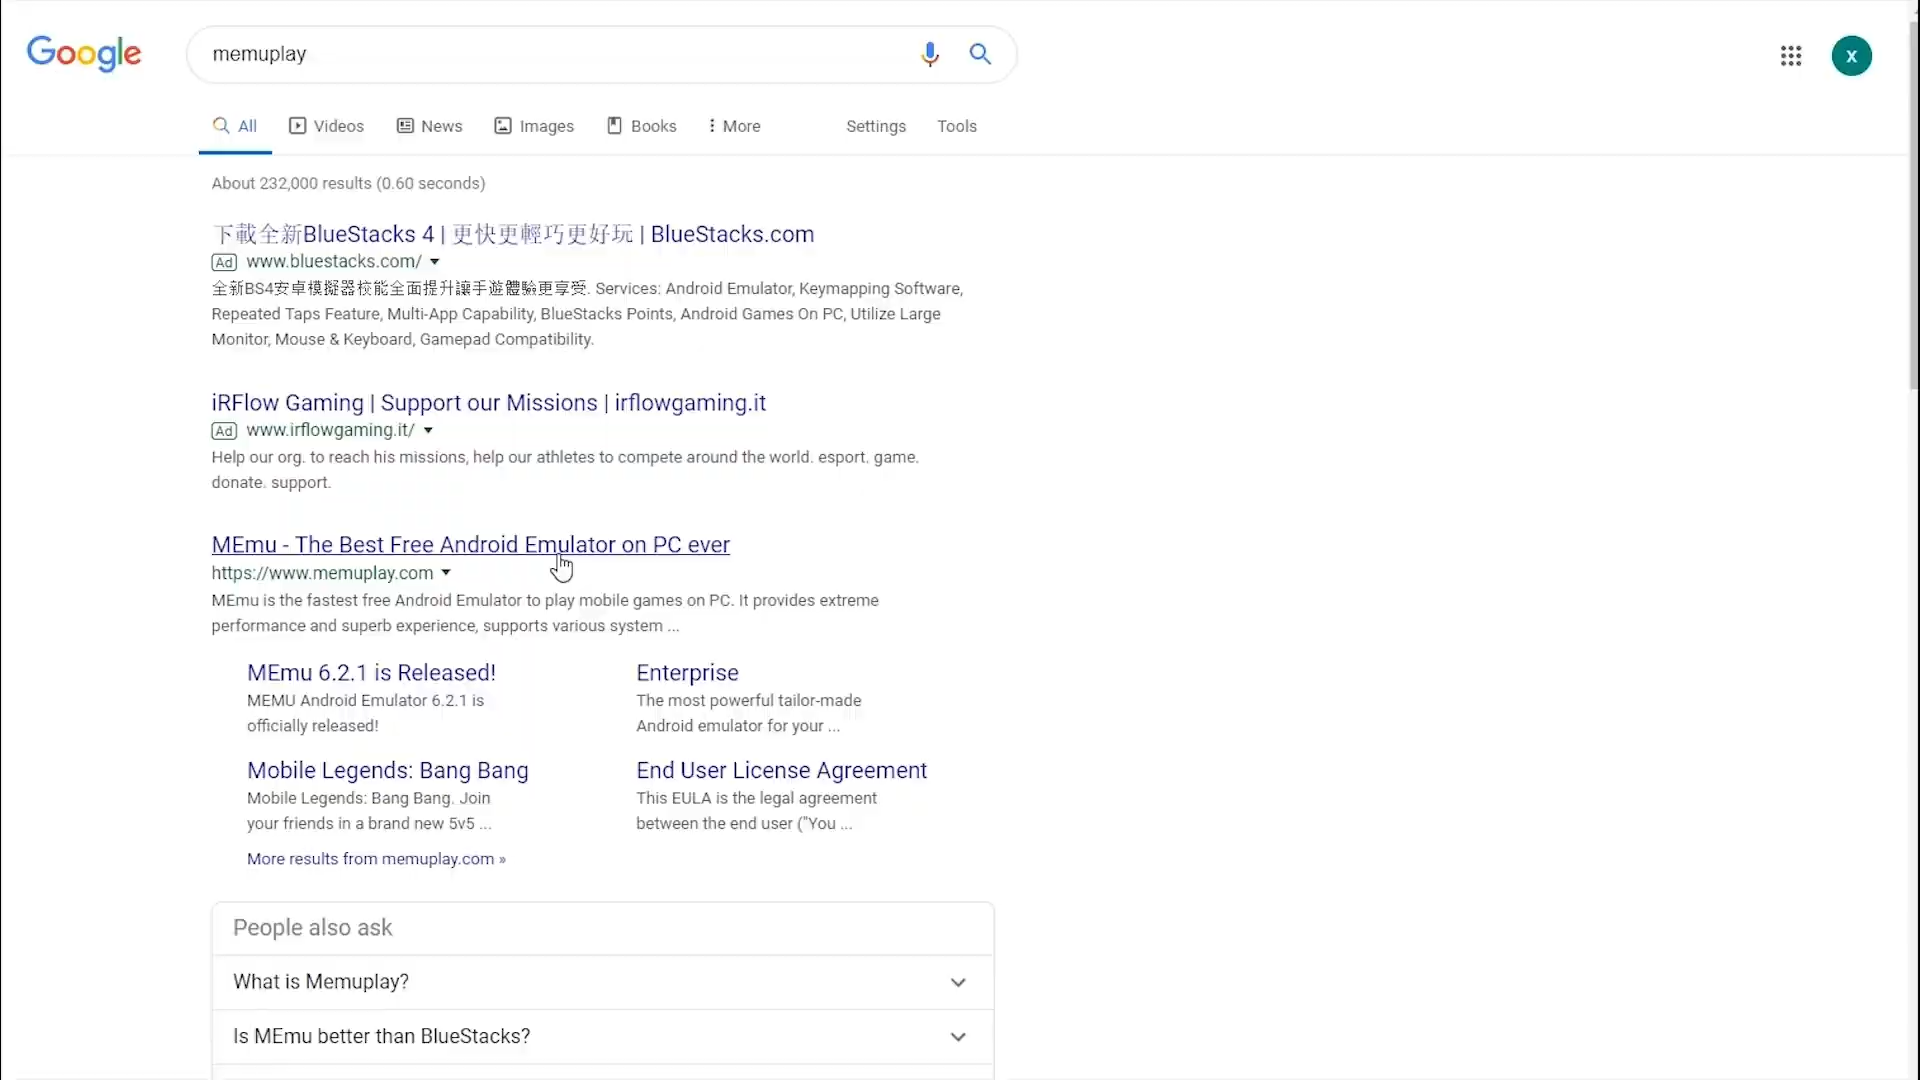 Google
memuplay
X
All
Videos
News
Images
Books
More
Settings
Tools
About 232,000 results (0.60 seconds)
下載全新BlueStacks 4 | 更快更輕巧更好玩 | BlueStacks.com
Ad www.bluestacks.com/
全新BS4安卓模擬器校能全面提升讓手遊體驗更享受. Services: Android Emulator, Keymapping Software,
Repeated Taps Feature, Multi-App Capability, BlueStacks Points, Android Games On PC, Utilize Large
Monitor, Mouse & Keyboard, Gamepad Compatibility.
iRFlow Gaming | Support our Missions | irflowgaming.it
Ad www.irflowgaming.it/
Help our org. to reach his missions, help our athletes to compete around the world. esport. game.
donate. support.
MEmu - The Best Free Android Emulator on PC ever
https://www.memuplay.com
MEmu is the fastest free Android Emulator to play mobile games on PC. It provides extreme
performance and superb experience, supports various system ...
MEmu 6.2.1 is Released!
MEMU Android Emulator 6.2.1 is
officially released!
Enterprise
The most powerful tailor-made
Android emulator for your ...
Mobile Legends: Bang Bang
Mobile Legends: Bang Bang. Join
your friends in a brand new 5v5 ...
End User License Agreement
This EULA is the legal agreement
between the end user ("You ...
More results from memuplay.com »
People also ask
What is Memuplay?
Is MEmu better than BlueStacks?